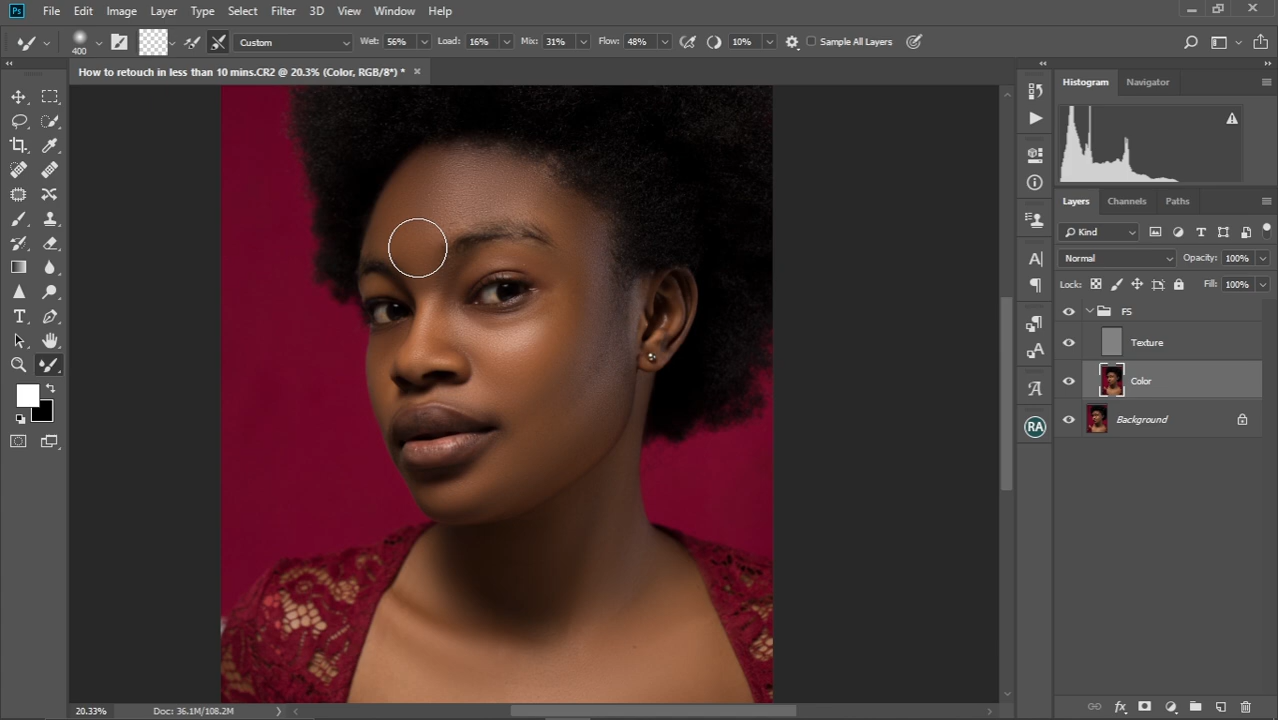 Ps File Edit Image Layer Type Select Filter 3D View Window Help
400 Custom Wet: 56% Load: 16% Mix: 31% Flow: 48% 10% Sample All Layers
How to retouch in less than 10 mins.CR2 @ 20.3% (Color, RGB/8*) *
Histogram Navigator
Layers Channels Paths
Kind
Normal Opacity: 100%
Lock: Fill: 100%
FS
Texture
Color
Background
RA
20.33% Doc: 36.1M/108.2M